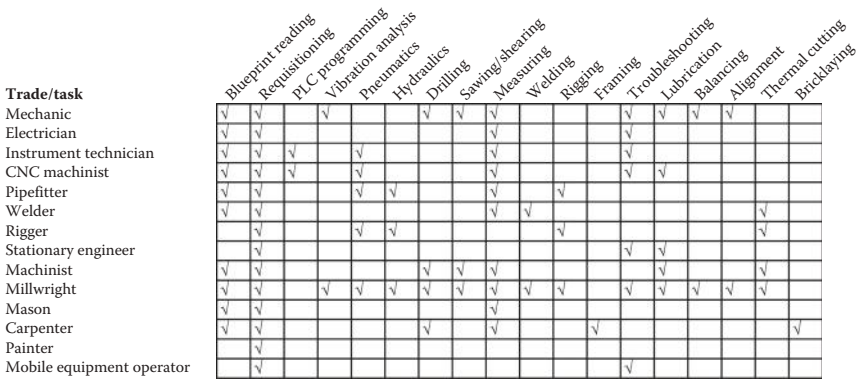 Blueprint reading
Requisitioning
PLC programming
Vibration analysis
Pneumatics
Hydraulics
Drilling
Sawing/shearing
Measuring
Welding
Rigging
Framing
Troubleshooting
Lubrication
Balancing
Alignment
Thermal cutting
Bricklaying
Trade/task
Mechanic √ √ √ √ √ √ √ √ √ √
Electrician √ √ √ √
Instrument technician √ √ √ √ √ √
CNC machinist √ √ √ √ √ √ √
Pipefitter √ √ √ √ √ √
Welder √ √ √ √ √
Rigger √ √ √ √ √
Stationary engineer √ √ √
Machinist √ √ √ √ √ √ √
Millwright √ √ √ √ √ √ √ √ √ √ √ √ √ √ √
Mason √ √ √
Carpenter √ √ √ √ √ √
Painter √
Mobile equipment operator √ √